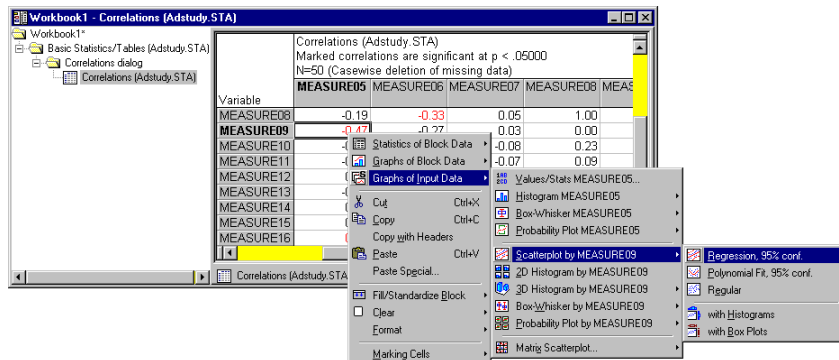 Workbook1 - Correlations (Adstudy.STA)
Workbook1*
Basic Statistics/Tables (Adstudy.STA)
Correlations dialog
Correlations (Adstudy.STA)
Correlations (Adstudy.STA)
Marked correlations are significant at p < .05000
N=50 (Casewise deletion of missing data)
Variable MEASURE05 MEASURE06 MEASURE07 MEASURE08 MEAS
MEASURE08 -0.19 -0.33 0.05 1.00
MEASURE09 -0.47 -0.27 0.03 0.00
MEASURE10 -0.08 0.23
MEASURE11 -0.07 0.09
MEASURE12
MEASURE13
MEASURE14
MEASURE15
MEASURE16
Correlations (Adstudy.STA
Statistics of Block Data
Graphs of Block Data
Graphs of Input Data
Cut Ctrl+X
Copy Ctrl+C
Copy with Headers
Paste Ctrl+V
Paste Special...
Fill/Standardize Block
Clear
Format
Marking Cells
Values/Stats MEASURE05...
Histogram MEASURE05
Box-Whisker MEASURE05
Probability Plot MEASURE05
Scatterplot by MEASURE09
2D Histogram by MEASURE09
3D Histogram by MEASURE09
Box-Whisker by MEASURE09
Probability Plot by MEASURE09
Matrix Scatterplot...
Regression, 95% conf.
Polynomial Fit, 95% conf.
Regular
with Histograms
with Box Plots